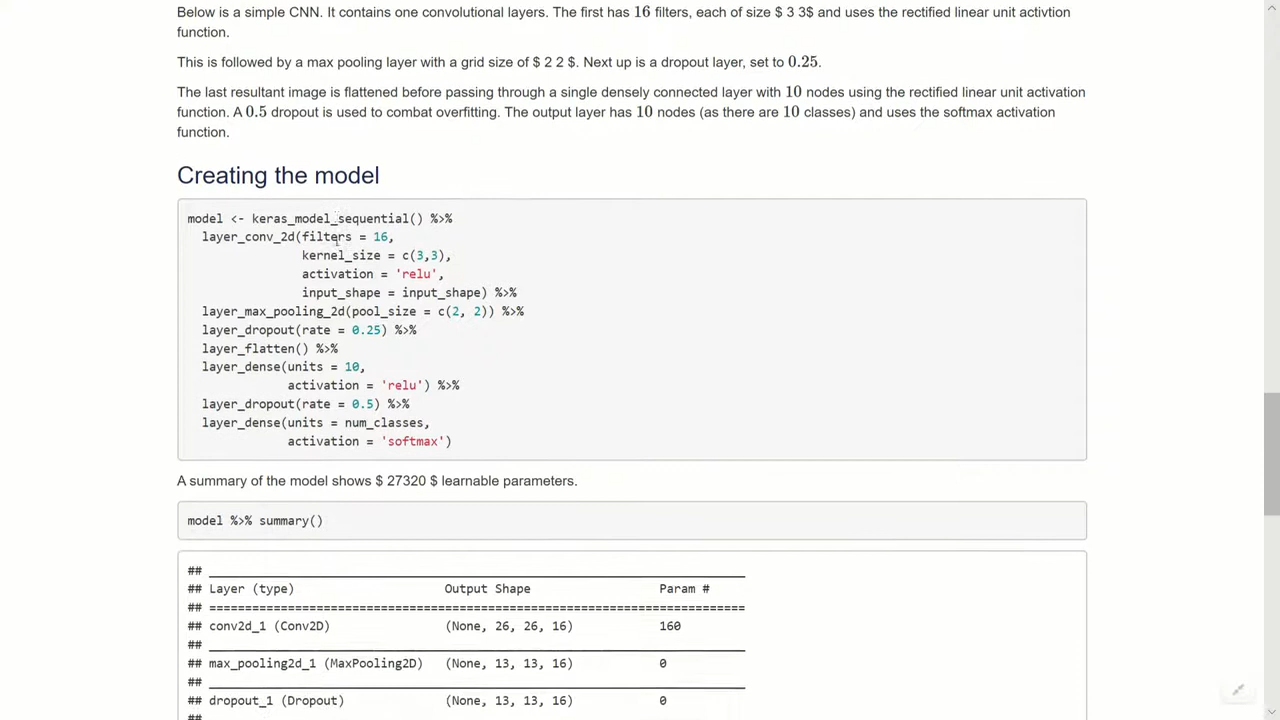 Below is a simple CNN. It contains one convolutional layers. The first has 16 filters, each of size $ 3 3$ and uses the rectified linear unit activtion
function.
This is followed by a max pooling layer with a grid size of $ 2 2 $. Next up is a dropout layer, set to 0.25.
The last resultant image is flattened before passing through a single densely connected layer with 10 nodes using the rectified linear unit activation
function. A 0.5 dropout is used to combat overfitting. The output layer has 10 nodes (as there are 10 classes) and uses the softmax activation
function.
Creating the model
model <- keras_model_sequential() %>%
  layer_conv_2d(filters = 16,
                kernel_size = c(3,3),
                activation = 'relu',
                input_shape = input_shape) %>%
  layer_max_pooling_2d(pool_size = c(2, 2)) %>%
  layer_dropout(rate = 0.25) %>%
  layer_flatten() %>%
  layer_dense(units = 10,
              activation = 'relu') %>%
  layer_dropout(rate = 0.5) %>%
  layer_dense(units = num_classes,
              activation = 'softmax')
A summary of the model shows $ 27320 $ learnable parameters.
model %>% summary()
## ___________________________________________________________________________
## Layer (type)                     Output Shape                  Param #
## ===========================================================================
## conv2d_1 (Conv2D)                (None, 26, 26, 16)            160
## ___________________________________________________________________________
## max_pooling2d_1 (MaxPooling2D)   (None, 13, 13, 16)            0
## ___________________________________________________________________________
## dropout_1 (Dropout)              (None, 13, 13, 16)            0
##